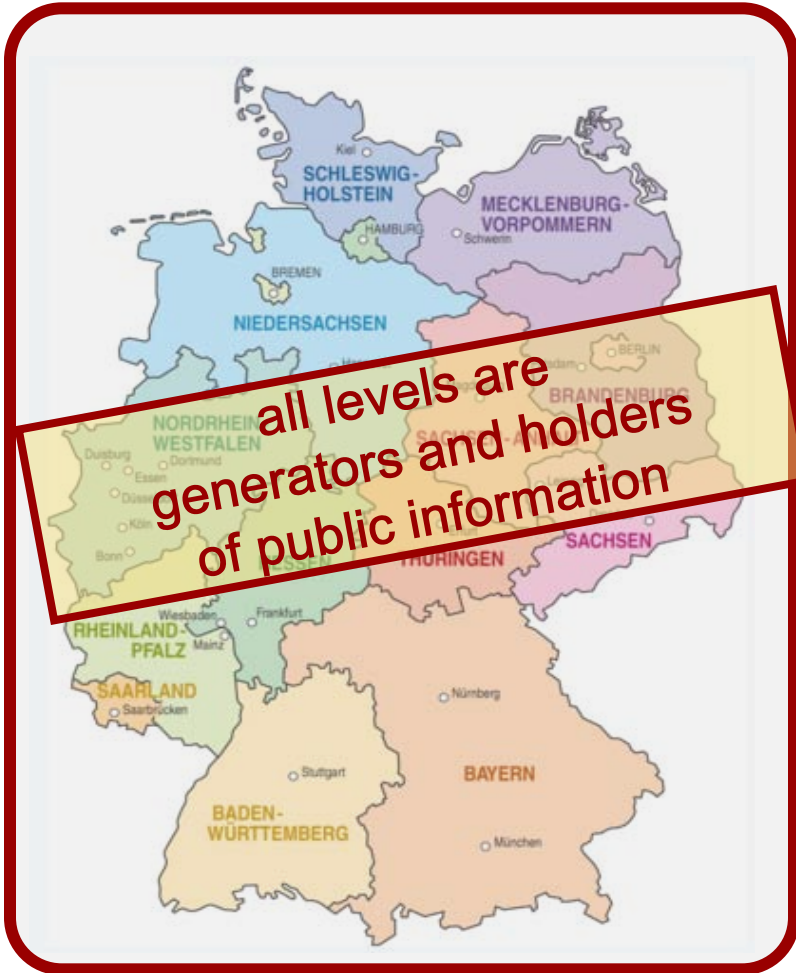 Kiel
SCHLESWIG-
HOLSTEIN
MECKLENBURG-
VORPOMMERN
HAMBURG
Schwerin
BREMEN
NIEDERSACHSEN
BERLIN
BRANDENBURG
all levels are
generators and holders
of public information
NORDRHEIN
WESTFALEN
Duisburg
Dortmund
Essen
Köln
Bonn
SACHSEN
HESSEN
THÜRINGEN
Wiesbaden
Frankfurt
Mainz
RHEINLAND-
PFALZ
SAARLAND
Saarbrücken
Nürnberg
Stuttgart
BAYERN
BADEN-
WÜRTTEMBERG
München